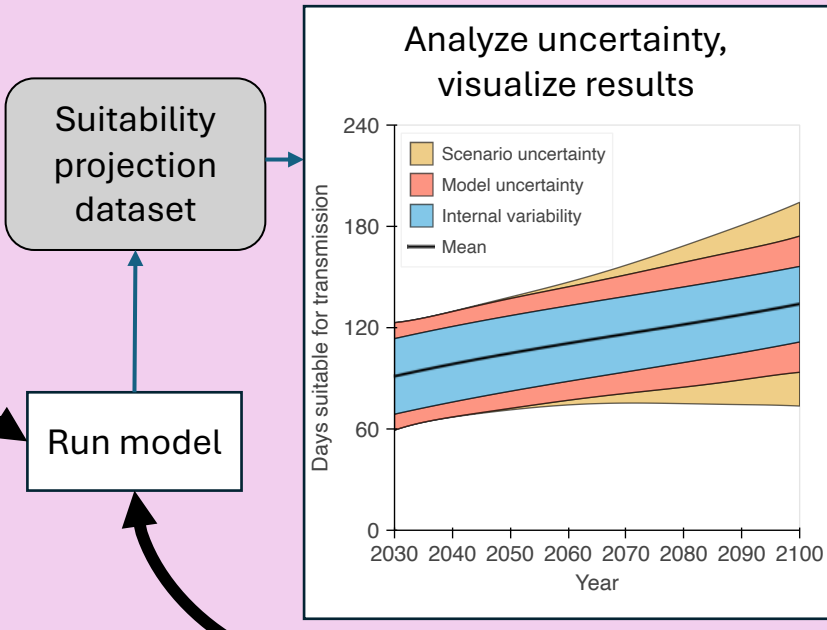 Suitability
projection
dataset
Run model
Analyze uncertainty,
visualize results
Scenario uncertainty
Model uncertainty
Internal variability
Mean
Days suitable for transmission
240
180
120
60
0
2030 2040 2050 2060 2070 2080 2090 2100
Year